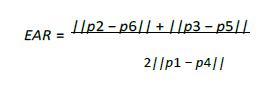 EAR = ||p2 – p6|| + ||p3 – p5||
2||p1 – p4||